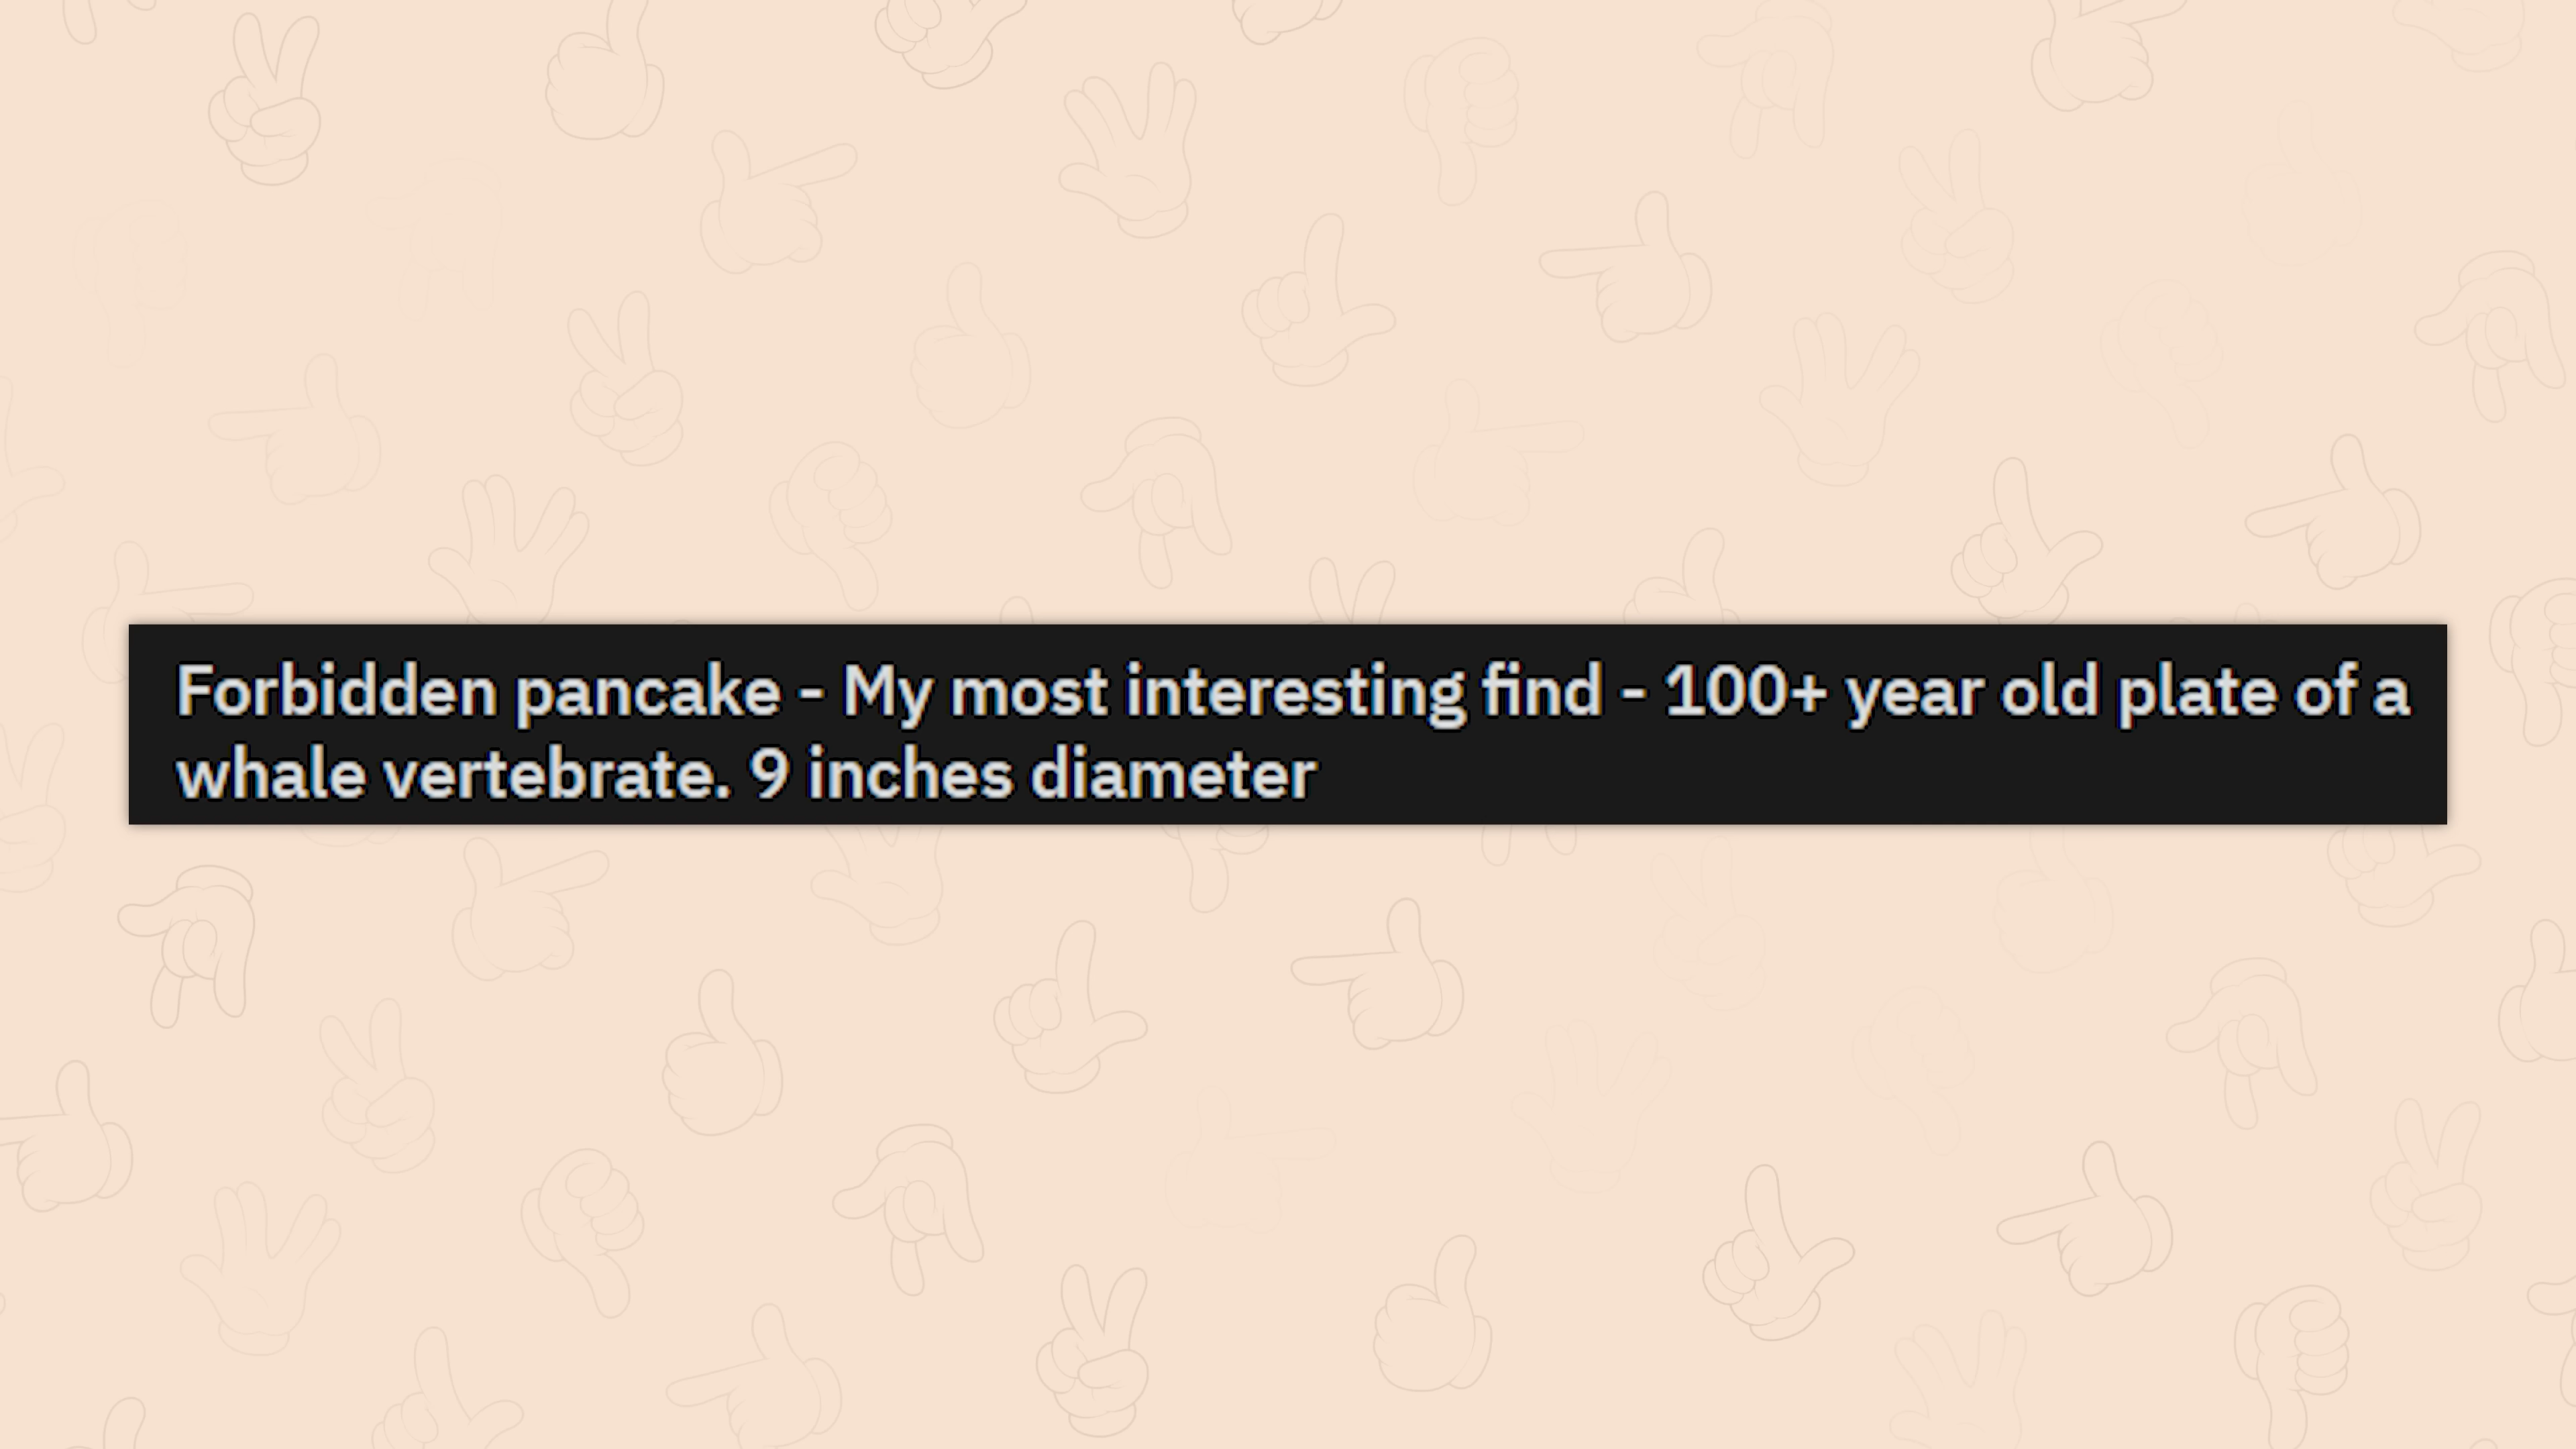 Forbidden pancake - My most interesting find - 100+ year old plate of a
whale vertebrate. 9 inches diameter